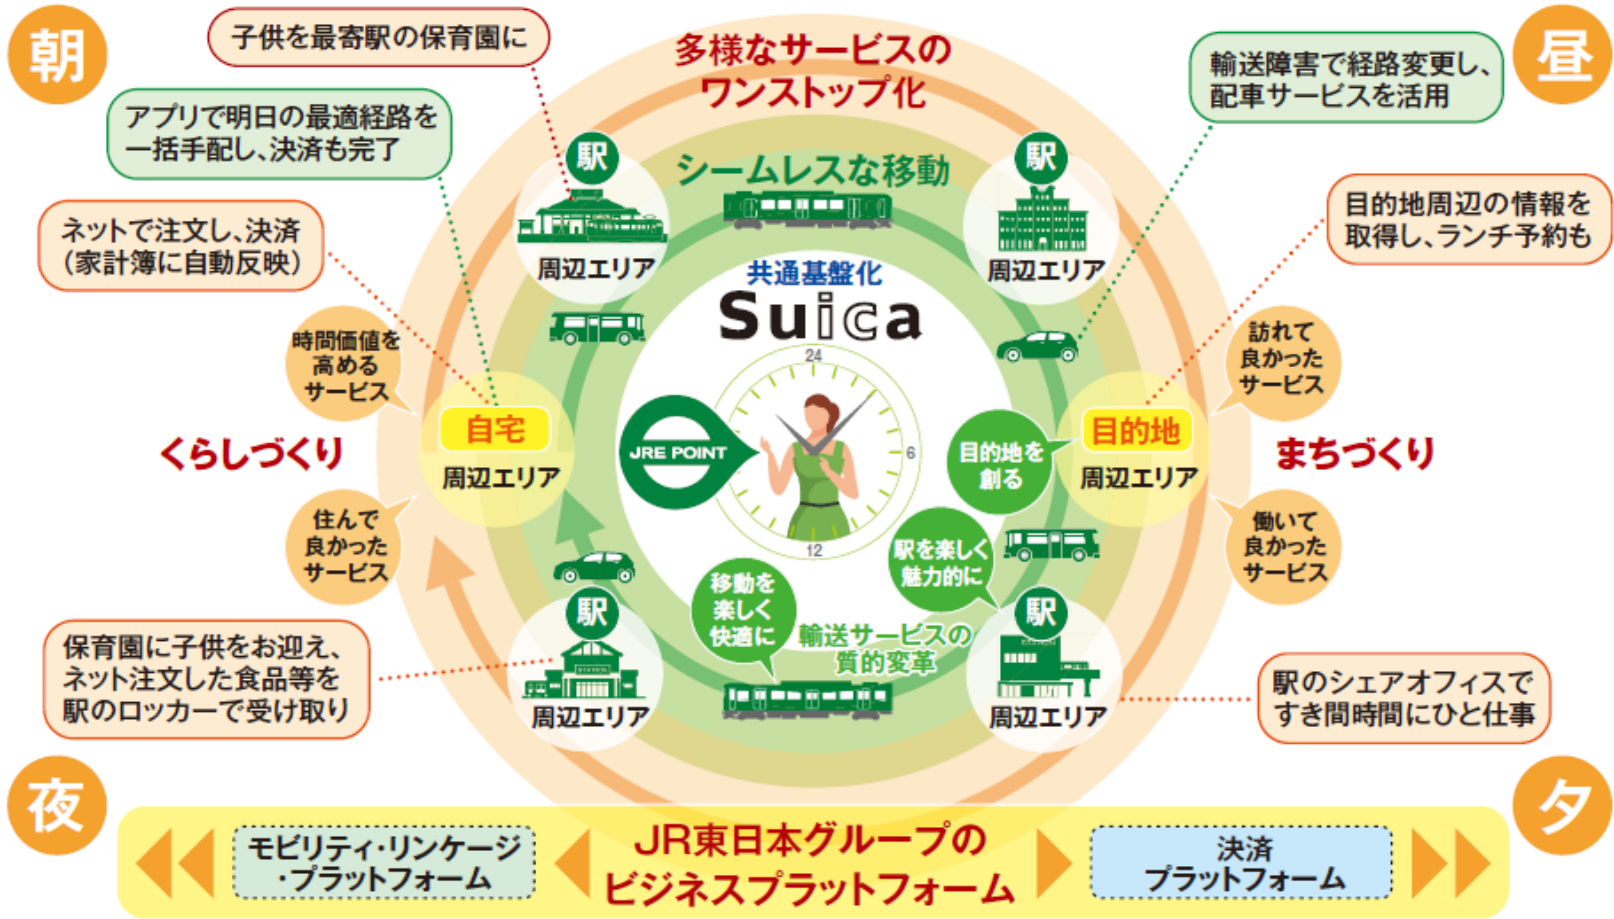 朝
子供を最寄駅の保育園に
多様なサービスの
ワンストップ化
昼
輸送障害で経路変更し、
配車サービスを活用
アプリで明日の最適経路を
一括手配し、決済も完了
駅
周辺エリア
シームレスな移動
駅
周辺エリア
ネットで注文し、決済
（家計簿に自動反映）
目的地周辺の情報を
取得し、ランチ予約も
共通基盤化
Suica
時間価値を
高める
サービス
訪れて
良かった
サービス
24
6
12
JRE POINT
くらしづくり
自宅
周辺エリア
目的地を
創る
目的地
周辺エリア
まちづくり
住んで
良かった
サービス
働いて
良かった
サービス
駅を楽しく
魅力的に
移動を
楽しく
快適に
輸送サービスの
質的変革
駅
周辺エリア
駅
周辺エリア
保育園に子供をお迎え、
ネット注文した食品等を
駅のロッカーで受け取り
駅のシェアオフィスで
すき間時間にひと仕事
夜
夕
モビリティ・リンケージ
・プラットフォーム
JR東日本グループの
ビジネスプラットフォーム
決済
プラットフォーム